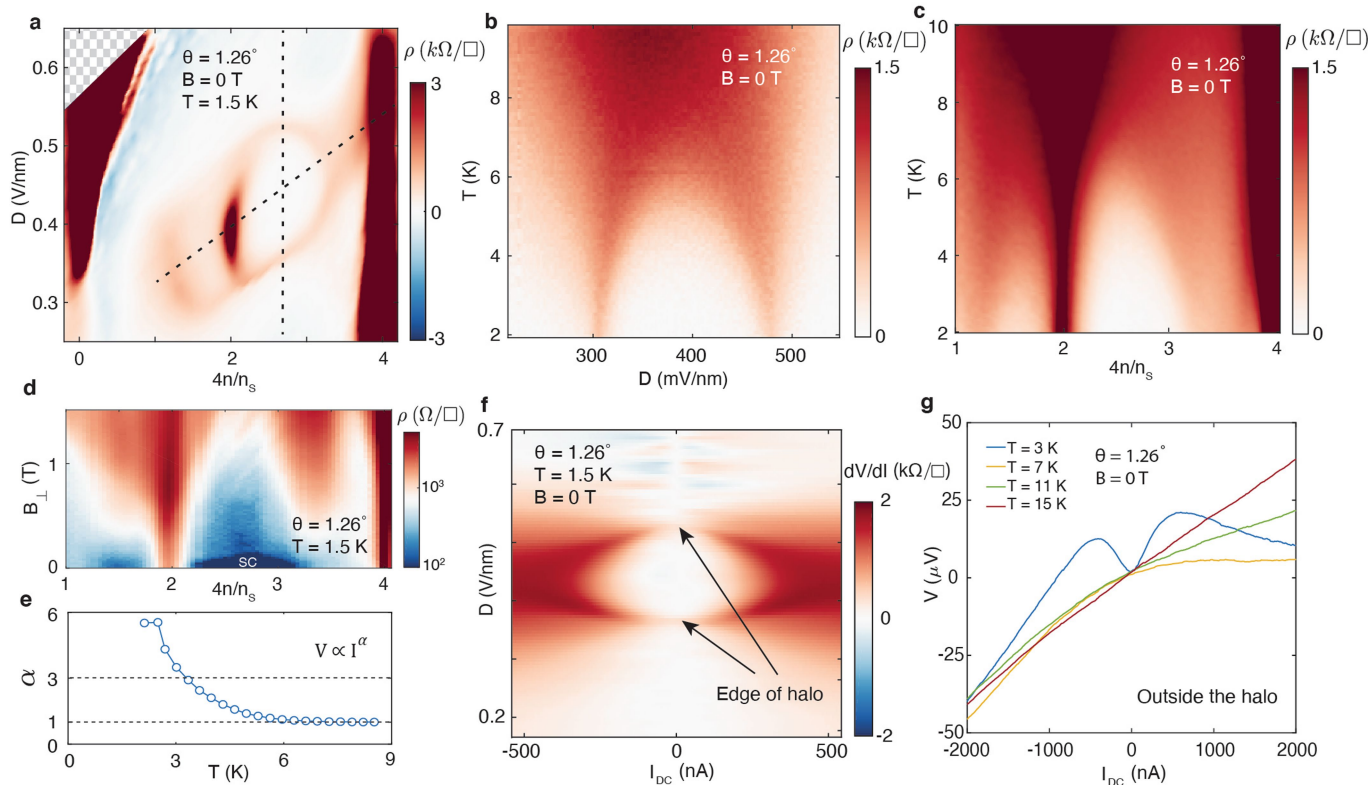 a
ρ (kΩ/□)
θ = 1.26°
B = 0 T
T = 1.5 K
3
0
-3
0.6
0.5
0.4
0.3
D (V/nm)
0
1
2
3
4
4n/nₛ
b
ρ (kΩ/□)
θ = 1.26°
B = 0 T
1.5
0
8
6
4
2
T (K)
300
400
500
D (mV/nm)
c
ρ (kΩ/□)
θ = 1.26°
B = 0 T
1.5
0
10
8
6
4
2
T (K)
1
2
3
4
4n/nₛ
d
ρ (Ω/□)
θ = 1.26°
T = 1.5 K
SC
10³
10²
1
0
B⊥ (T)
1
2
3
4
4n/nₛ
e
V ∝ I^α
6
3
1
0
α
0
3
6
9
T (K)
f
θ = 1.26°
T = 1.5 K
B = 0 T
dV/dI (kΩ/□)
2
0
-2
Edge of halo
0.7
0.2
D (V/nm)
-500
0
500
I_DC (nA)
g
T = 3 K
T = 7 K
T = 11 K
T = 15 K
θ = 1.26°
B = 0 T
Outside the halo
50
25
0
-25
-50
V (μV)
-2000
-1000
0
1000
2000
I_DC (nA)